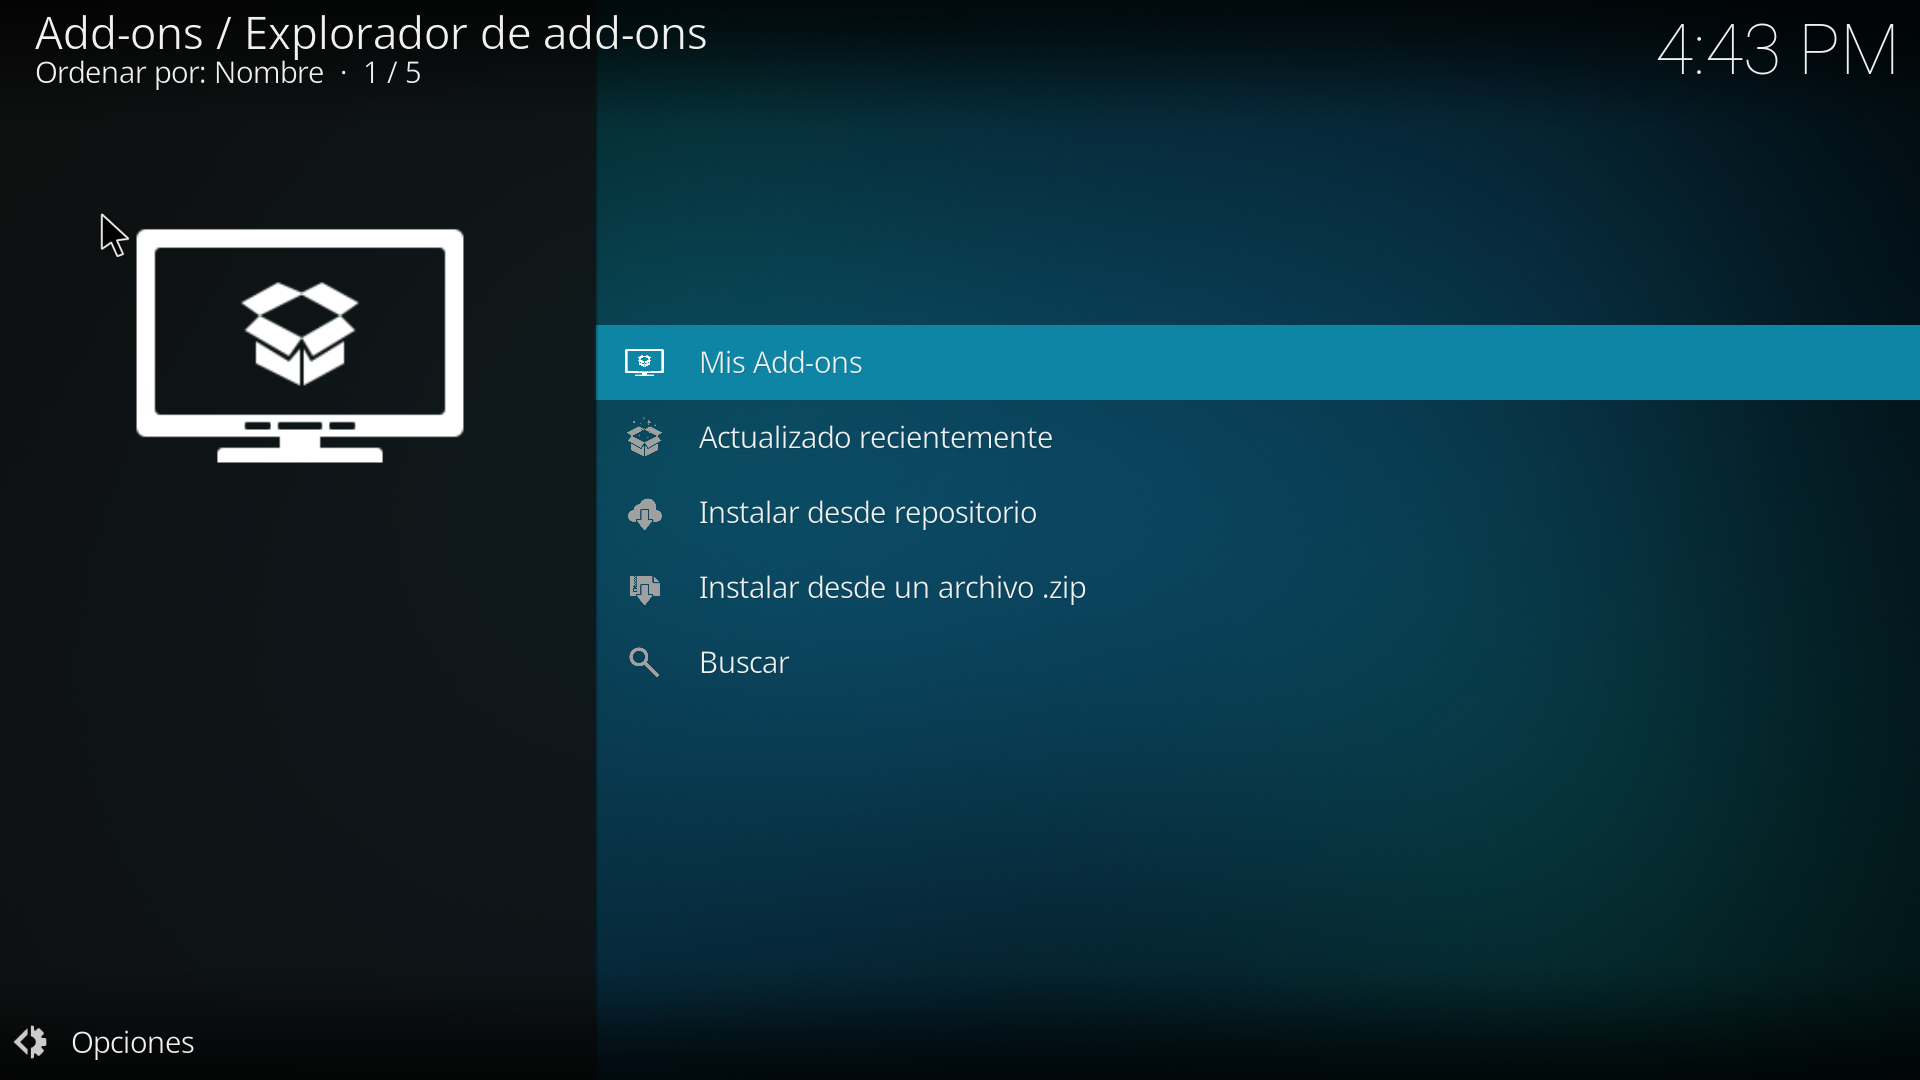 Add-ons / Explorador de add-ons
Ordenar por: Nombre · 1 / 5
4:43 PM
Mis Add-ons
Actualizado recientemente
Instalar desde repositorio
Instalar desde un archivo .zip
Buscar
Opciones